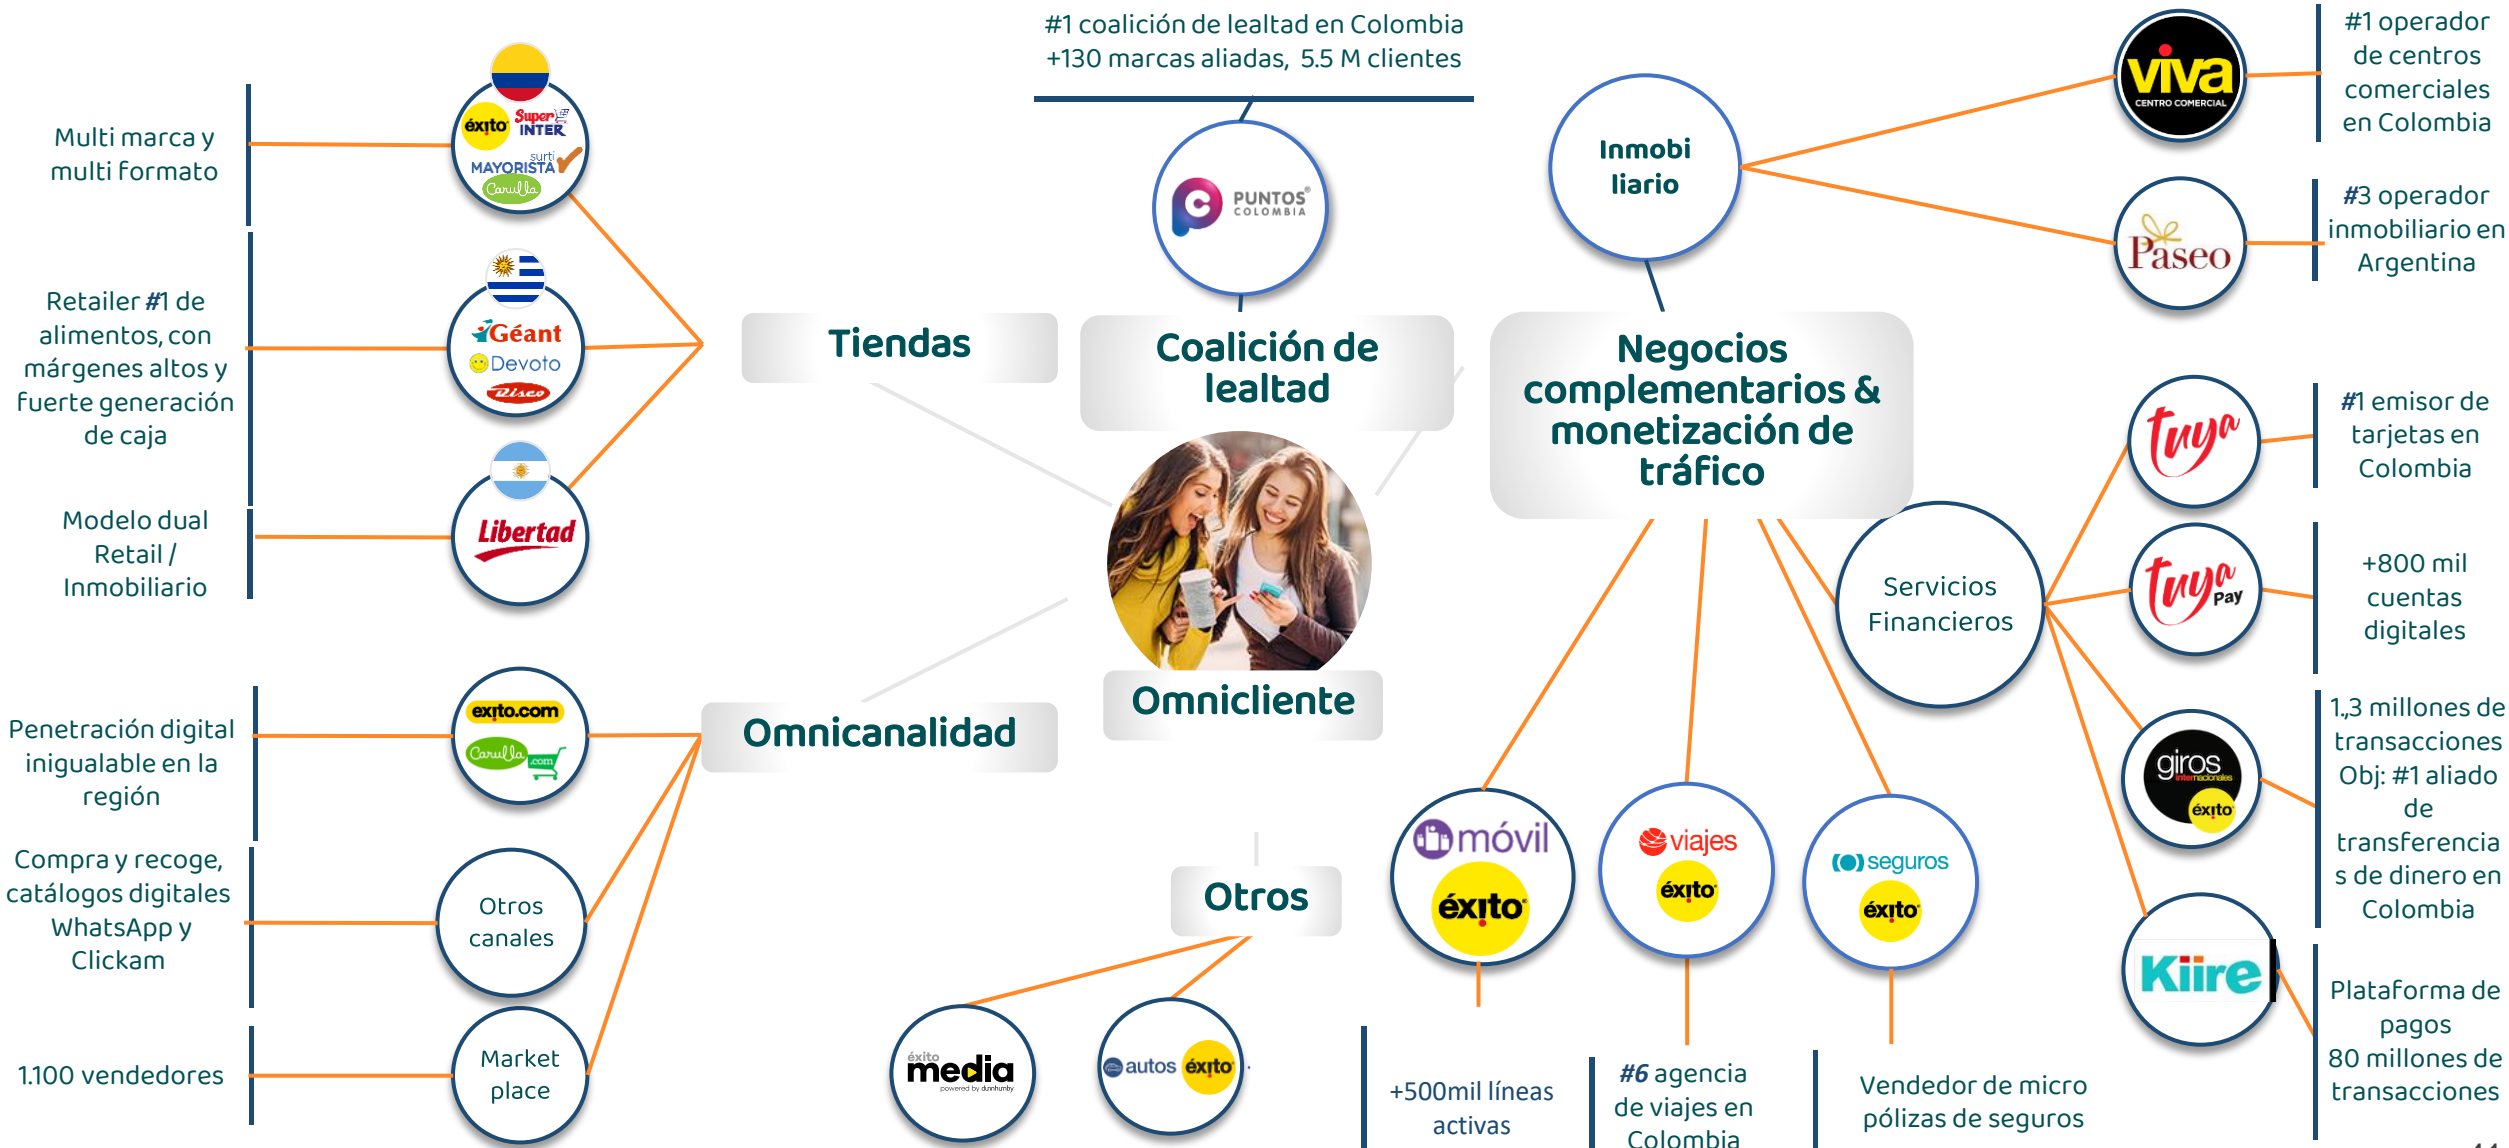 #1 coalición de lealtad en Colombia
+130 marcas aliadas, 5.5 M clientes
PUNTOS®
COLOMBIA
Coalición de
lealtad
Omnicliente
Tiendas
Multi marca y
multi formato
éxito
Super
INTER
surti
MAYORISTA
Carulla
Retailer #1 de
alimentos, con
márgenes altos y
fuerte generación
de caja
Géant
Devoto
Disco
Modelo dual
Retail /
Inmobiliario
Libertad
Omnicanalidad
Penetración digital
inigualable en la
región
exito.com
Carulla
.com
Compra y recoge,
catálogos digitales
WhatsApp y
Clickam
Otros
canales
1.100 vendedores
Market
place
Otros
éxito
media
powered by dunnhumby
autos éxito
Negocios
complementarios &
monetización de
tráfico
Inmobi
liario
viva
CENTRO COMERCIAL
#1 operador
de centros
comerciales
en Colombia
Paseo
#3 operador
inmobiliario en
Argentina
Servicios
Financieros
tuya
#1 emisor de
tarjetas en
Colombia
tuya
Pay
+800 mil
cuentas
digitales
giros
internacionales
éxito
1.,3 millones de
transacciones
Obj: #1 aliado
de
transferencia
s de dinero en
Colombia
Kiire
Plataforma de
pagos
80 millones de
transacciones
móvil
éxito
+500mil líneas
activas
viajes
éxito
#6 agencia
de viajes en
Colombia
seguros
éxito
Vendedor de micro
pólizas de seguros